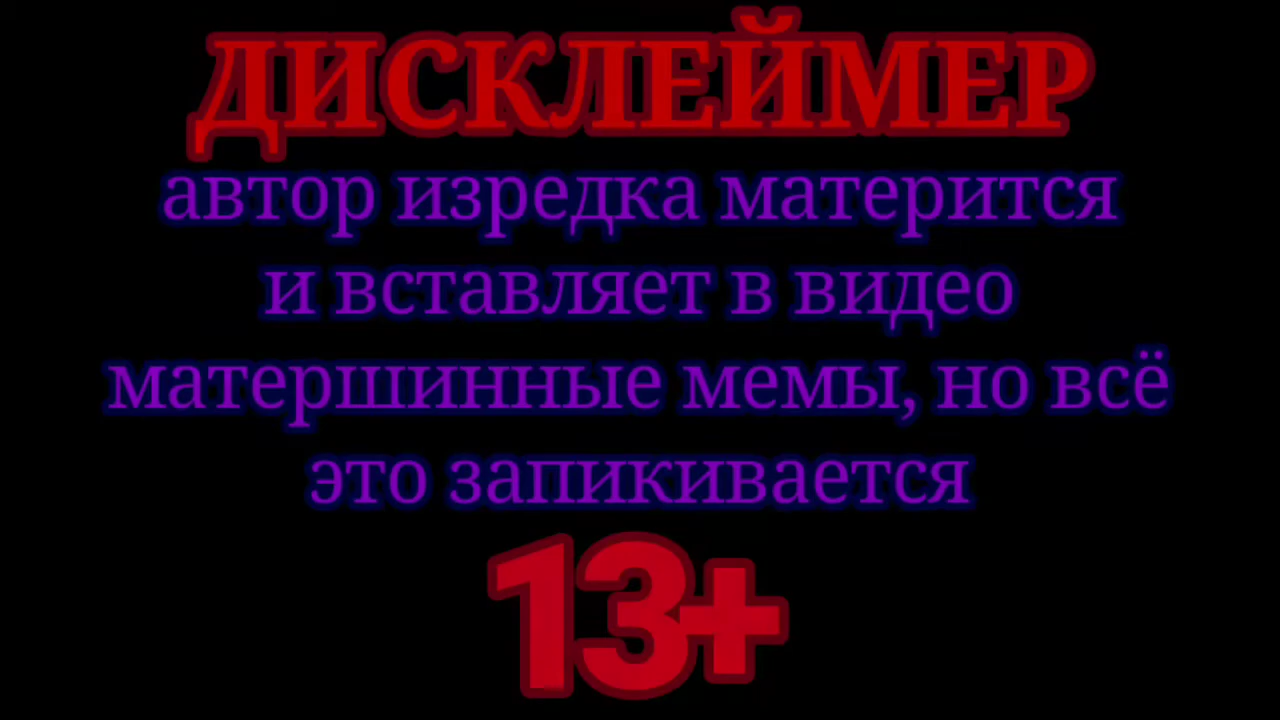 ДИСКЛЕЙМЕР
автор изредка матерится
и вставляет в видео
матершинные мемы, но всё
это запикивается
13+